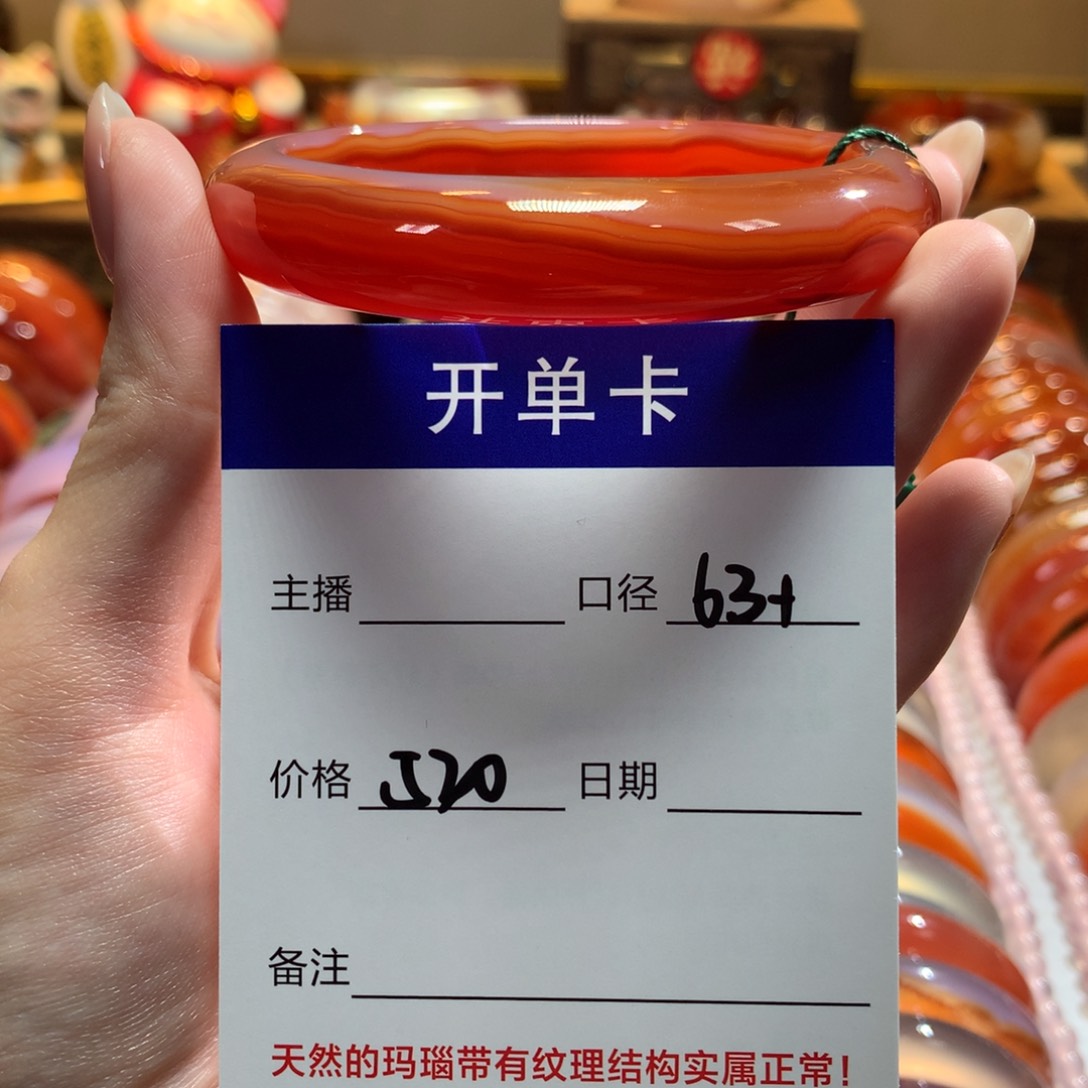 开单卡
主播 口径 63+
价格 520 日期
备注
天然的玛瑙带有纹理结构实属正常！